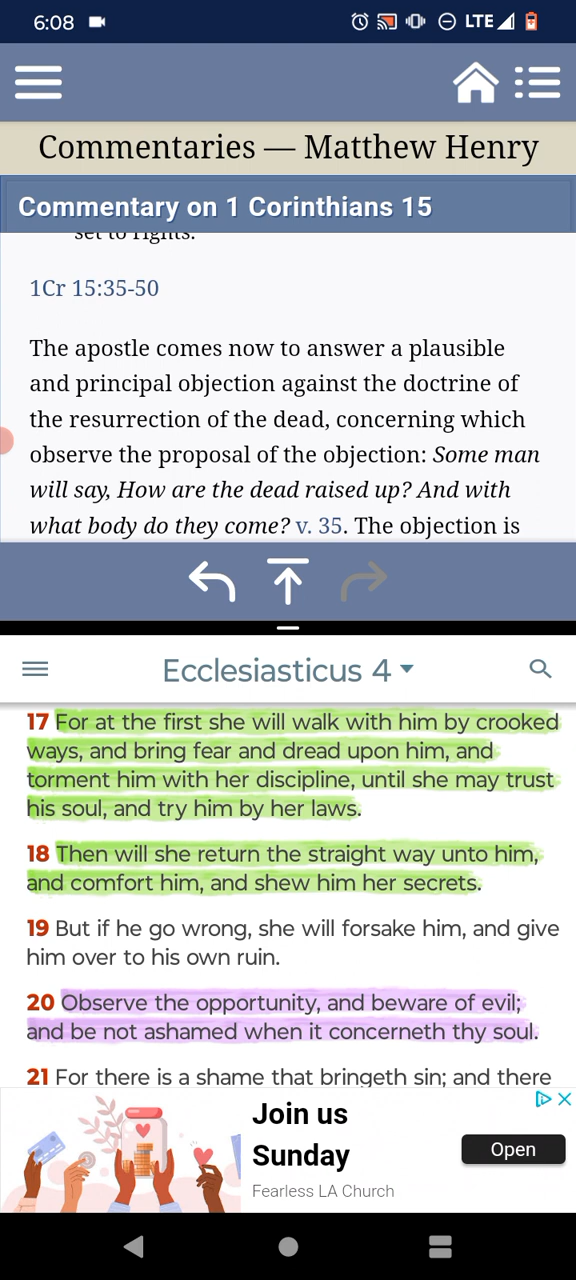 6:08
LTE
Commentaries — Matthew Henry
Commentary on 1 Corinthians 15
set to rights.
1Cr 15:35-50
The apostle comes now to answer a plausible
and principal objection against the doctrine of
the resurrection of the dead, concerning which
observe the proposal of the objection: Some man
will say, How are the dead raised up? And with
what body do they come? v. 35. The objection is
Ecclesiasticus 4
17 For at the first she will walk with him by crooked
ways, and bring fear and dread upon him, and
torment him with her discipline, until she may trust
his soul, and try him by her laws.
18 Then will she return the straight way unto him,
and comfort him, and shew him her secrets.
19 But if he go wrong, she will forsake him, and give
him over to his own ruin.
20 Observe the opportunity, and beware of evil;
and be not ashamed when it concerneth thy soul.
21 For there is a shame that bringeth sin; and there
Join us
Sunday
Fearless LA Church
Open